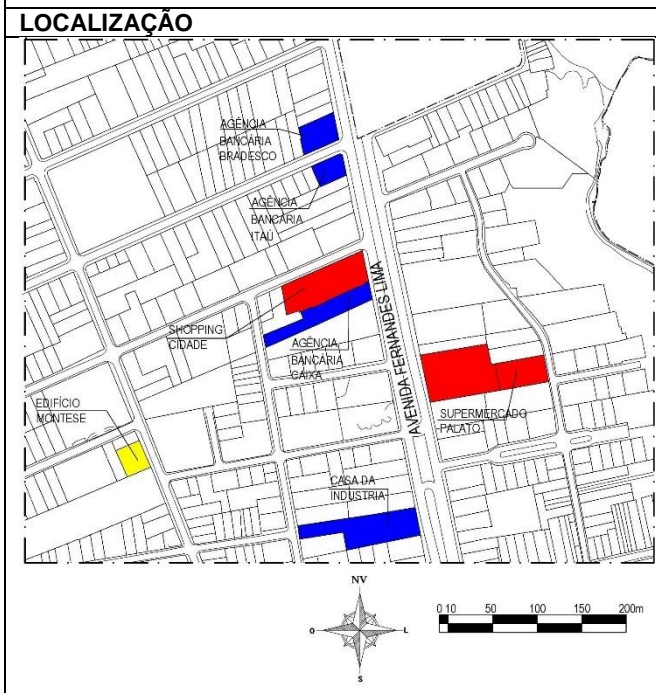 LOCALIZAÇÃO
AGÊNCIA
BANCÁRIA
BRADESCO
AGÊNCIA
BANCÁRIA
ITAÚ
AVENIDA FERNANDES LIMA
SHOPPING
CIDADE
AGÊNCIA
BANCÁRIA
CAIXA
EDIFÍCIO
MONTESE
SUPERMERCADO
PALATO
CASA DA
INDUSTRIA
NV
O
L
S
0 10 50 100 150 200m